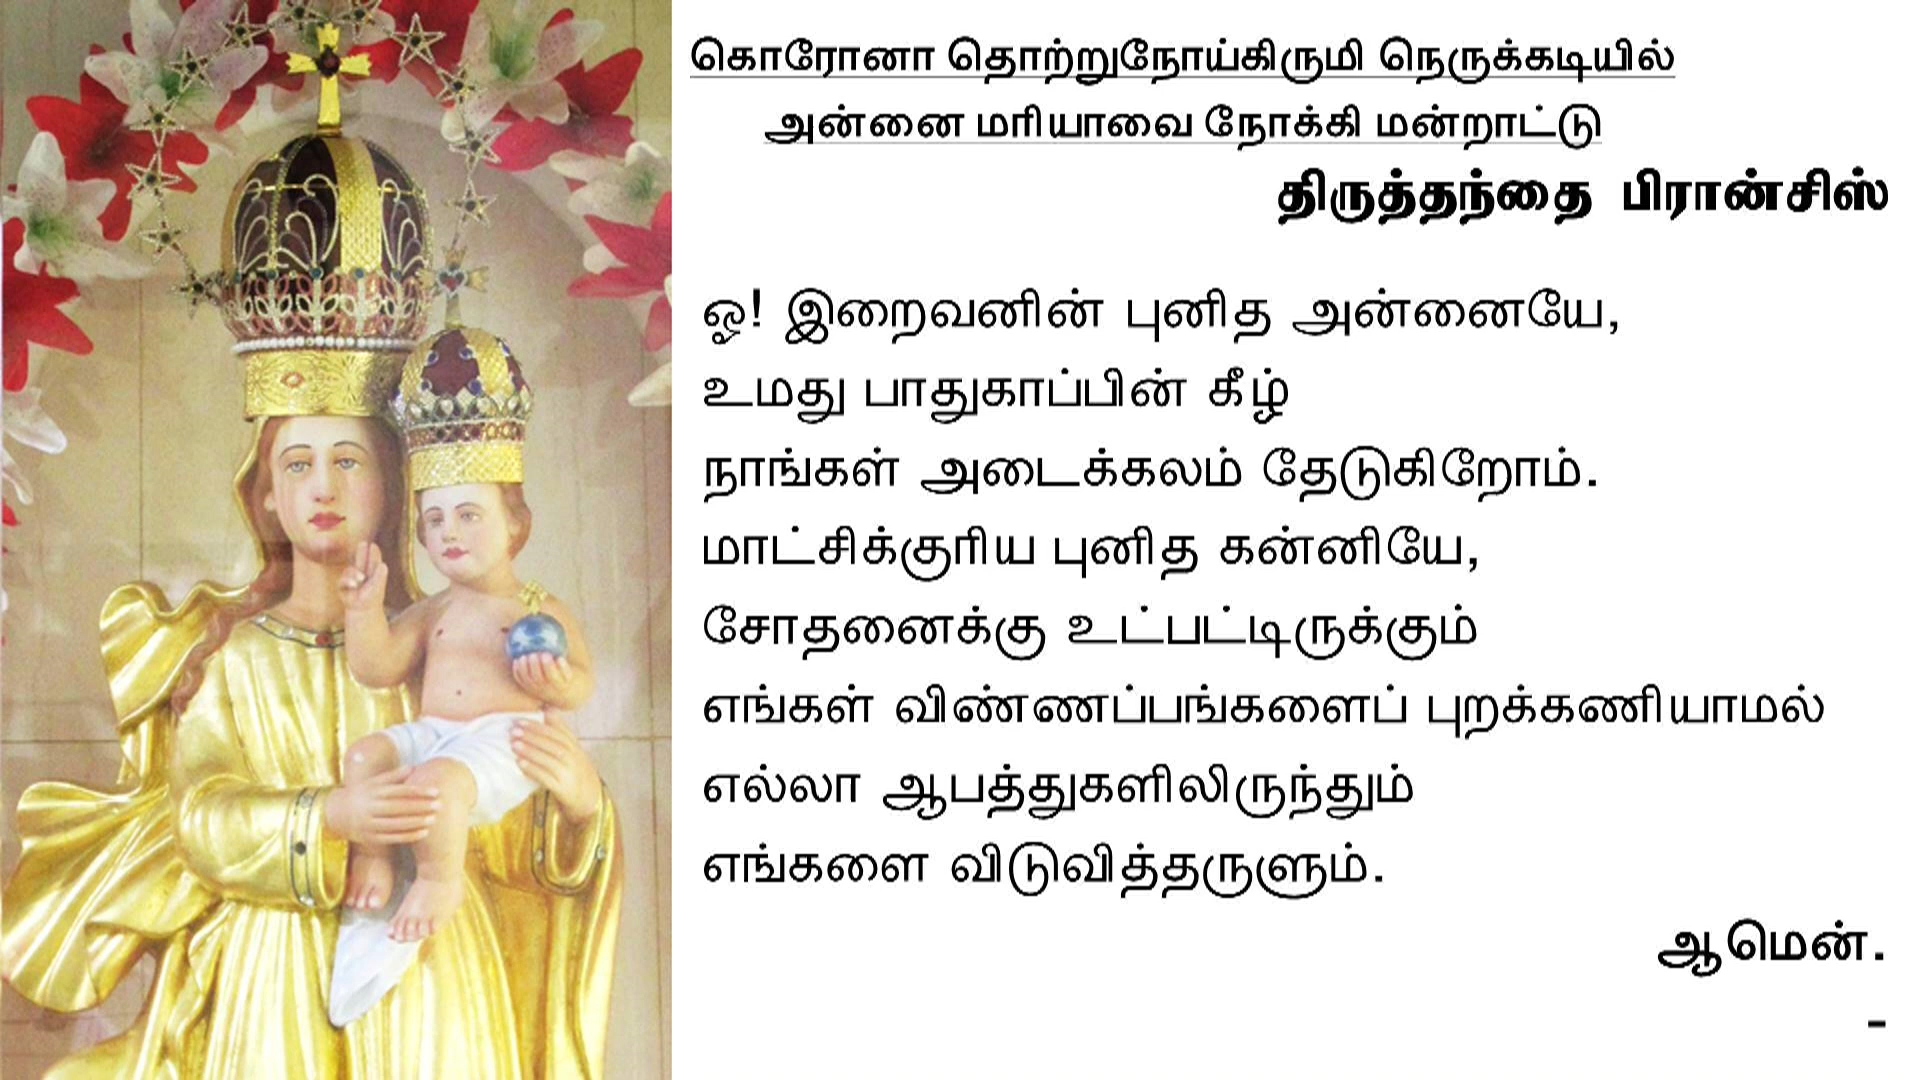 கொரோனா தொற்றுநோய்கிருமி நெருக்கடியில்
அன்னை மரியாவை நோக்கி மன்றாட்டு
திருத்தந்தை பிரான்சிஸ்
ஓ! இறைவனின் புனித அன்னையே,
உமது பாதுகாப்பின் கீழ்
நாங்கள் அடைக்கலம் தேடுகிறோம்.
மாட்சிக்குரிய புனித கன்னியே,
சோதனைக்கு உட்பட்டிருக்கும்
எங்கள் விண்ணப்பங்களைப் புறக்கணியாமல்
எல்லா ஆபத்துகளிலிருந்தும்
எங்களை விடுவித்தருளும்.
ஆமென்.
-